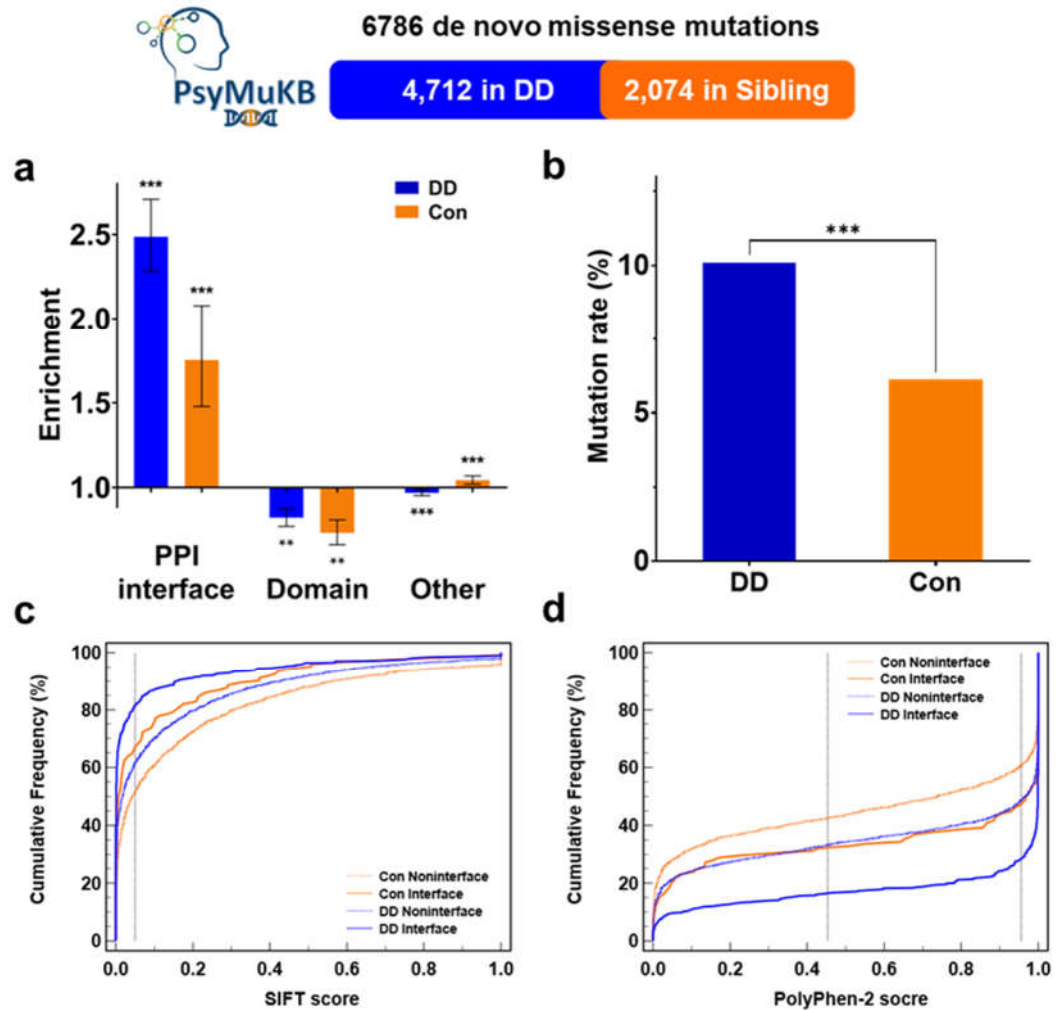 6786 de novo missense mutations
PsyMuKB
4,712 in DD
2,074 in Sibling
a
DD
Con
Enrichment
2.5
2.0
1.5
1.0
***
***
**
**
***
***
PPI
interface
Domain
Other
b
Mutation rate (%)
10
5
0
***
DD
Con
c
Cumulative Frequency (%)
100
80
60
40
20
0
Con Noninterface
Con Interface
DD Noninterface
DD Interface
0.0 0.2 0.4 0.6 0.8 1.0
SIFT score
d
Cumulative Frequency (%)
100
80
60
40
20
0
Con Noninterface
Con Interface
DD Noninterface
DD Interface
0.0 0.2 0.4 0.6 0.8 1.0
PolyPhen-2 socre